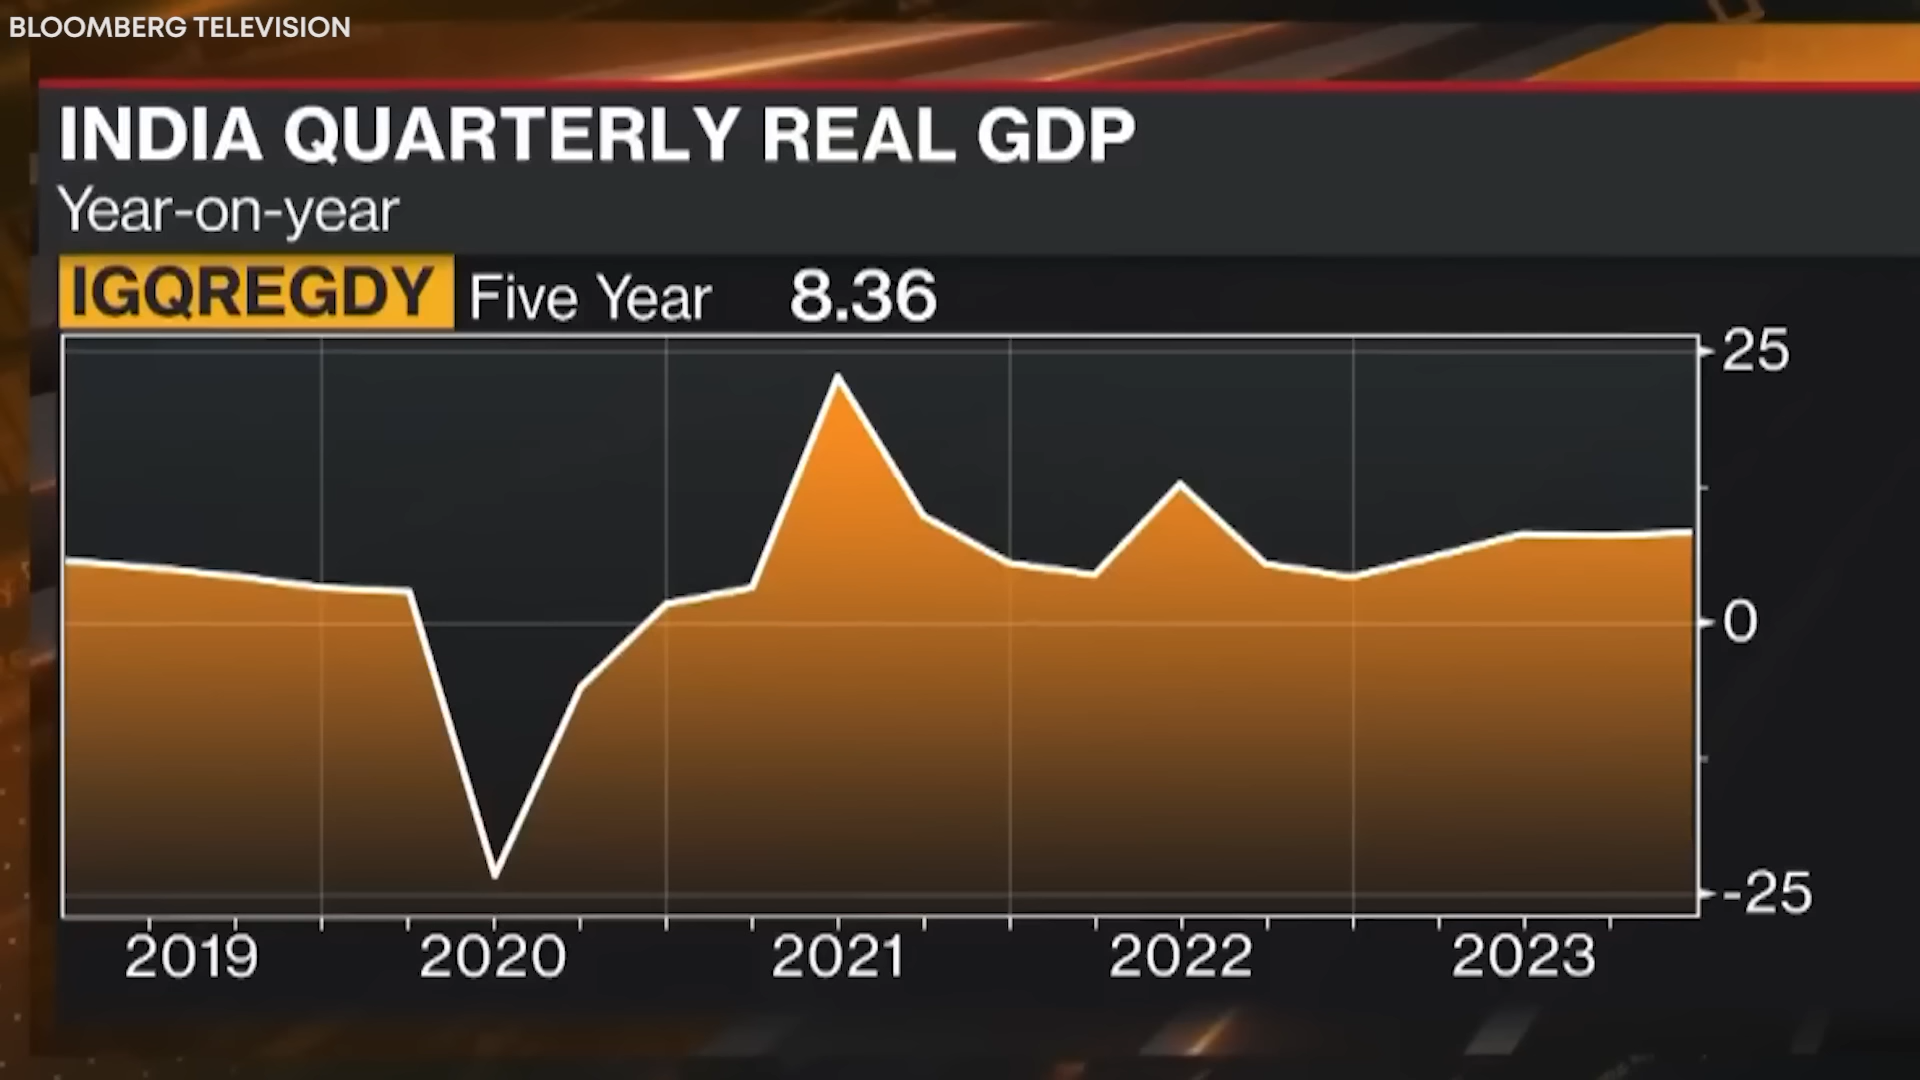 BLOOMBERG TELEVISION
INDIA QUARTERLY REAL GDP
Year-on-year
IGQREGDY Five Year 8.36
25
0
-25
2019 2020 2021 2022 2023